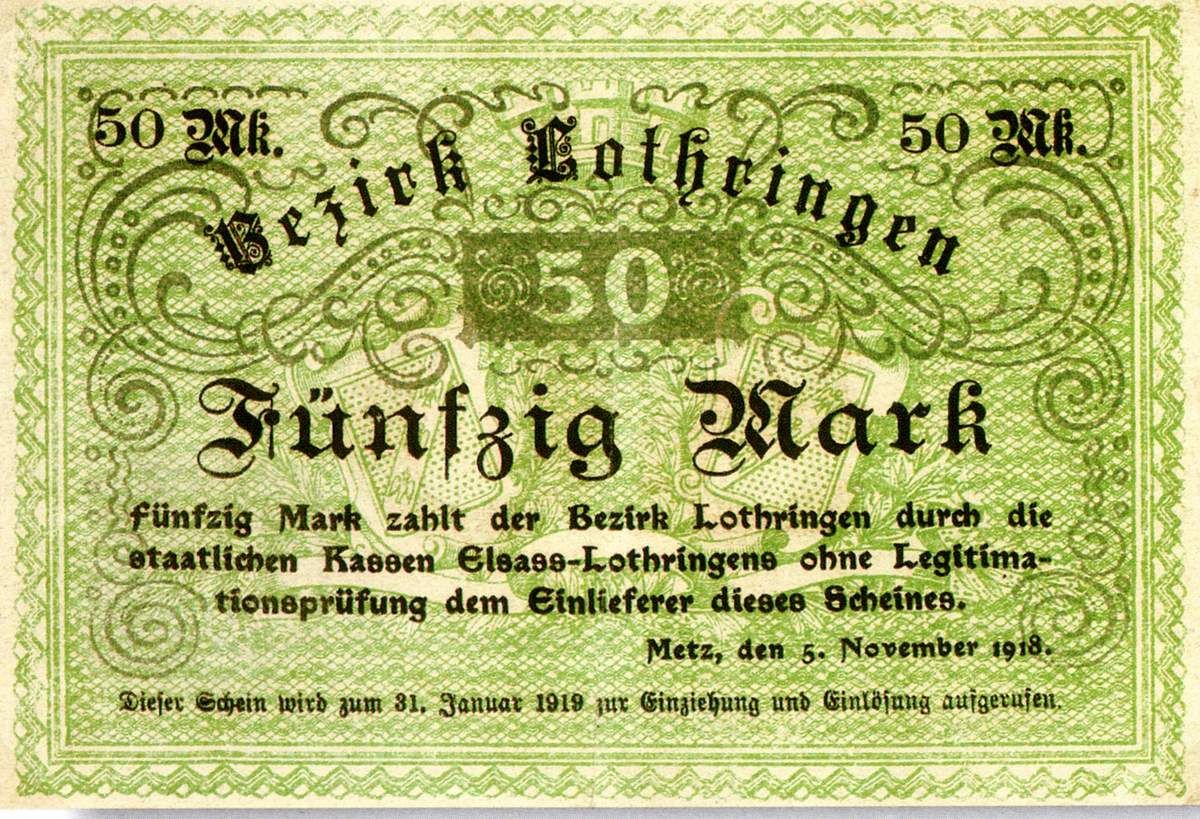 50 Mk.
50 Mk.
Bezirk Lothringen
50
Fünfzig Mark
Fünfzig Mark zahlt der Bezirk Lothringen durch die
staatlichen Kassen Elsass-Lothringens ohne Legitima-
tionsprüfung dem Einlieferer dieses Scheines.
Metz, den 5. November 1918.
Dieser Schein wird zum 31. Januar 1919 zur Einziehung und Einlösung aufgerufen.